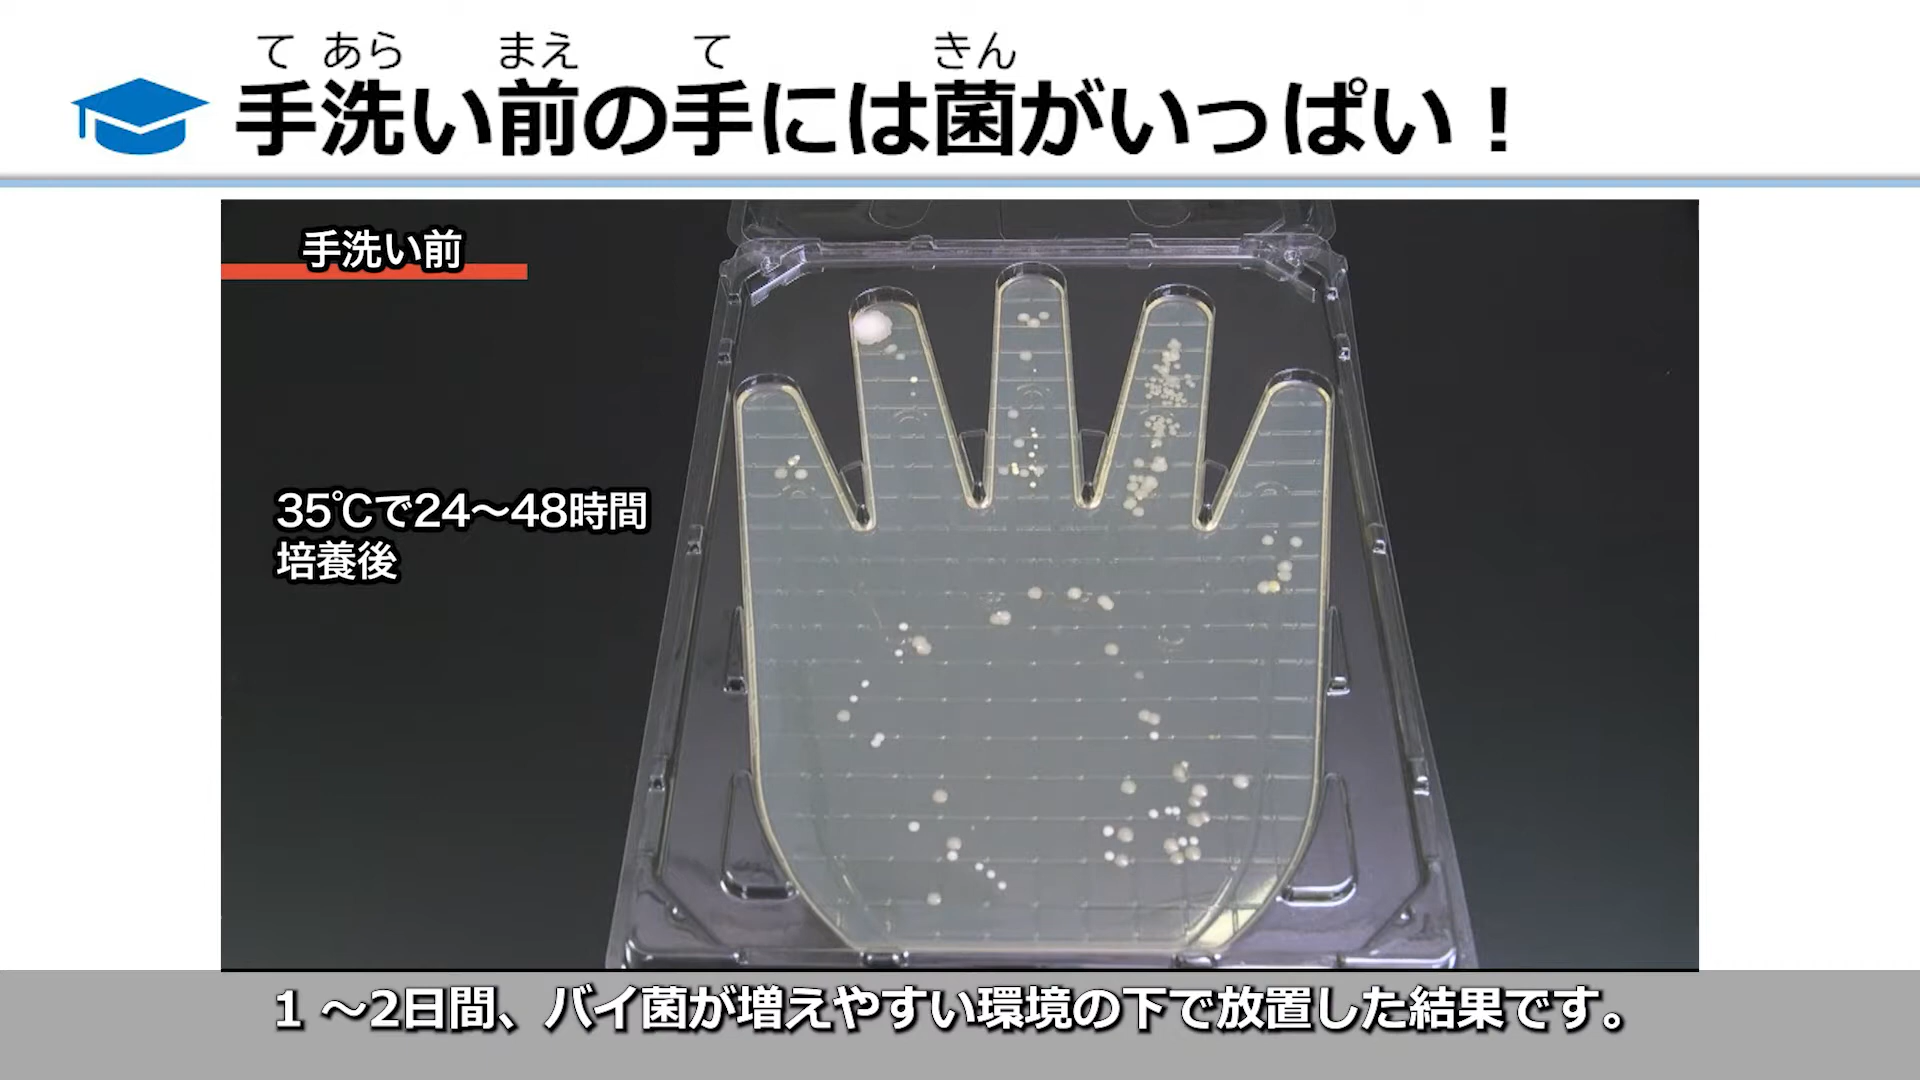 て あら まえ て きん
手洗い前の手には菌がいっぱい！
手洗い前
35℃で24～48時間
培養後
1 ～2日間、バイ菌が増えやすい環境の下で放置した結果です。